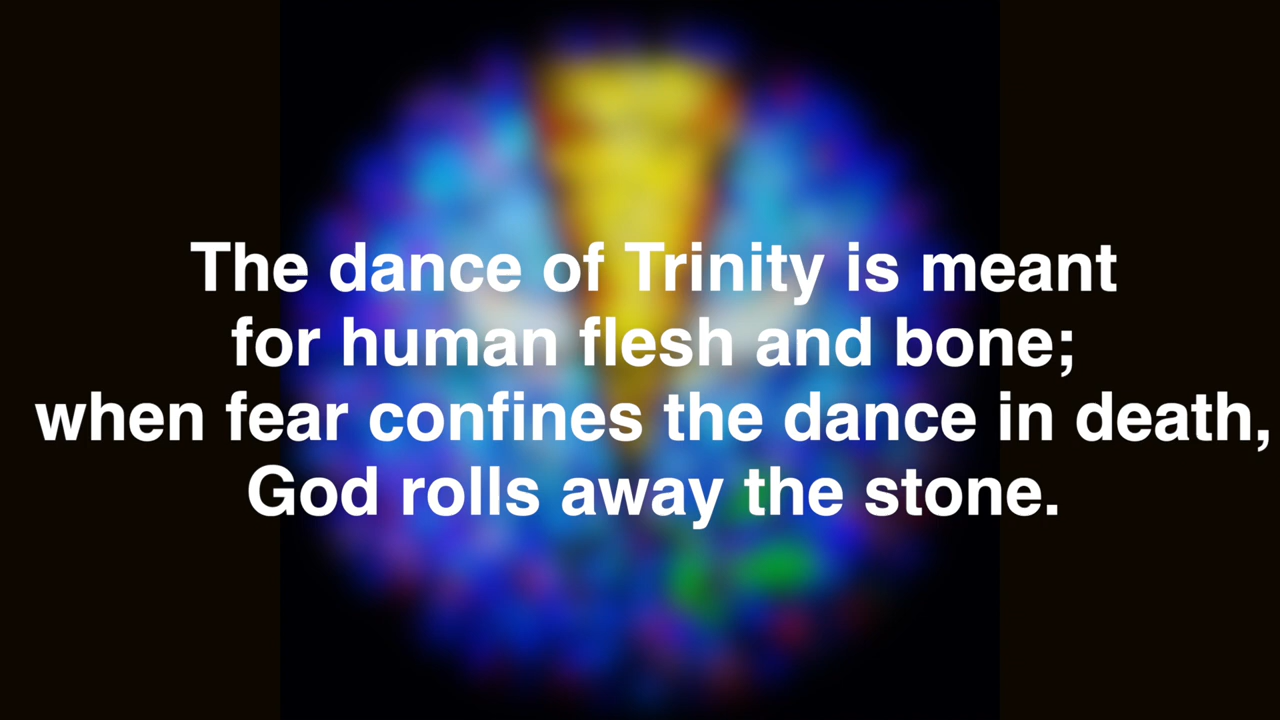 The dance of Trinity is meant
for human flesh and bone;
when fear confines the dance in death,
God rolls away the stone.